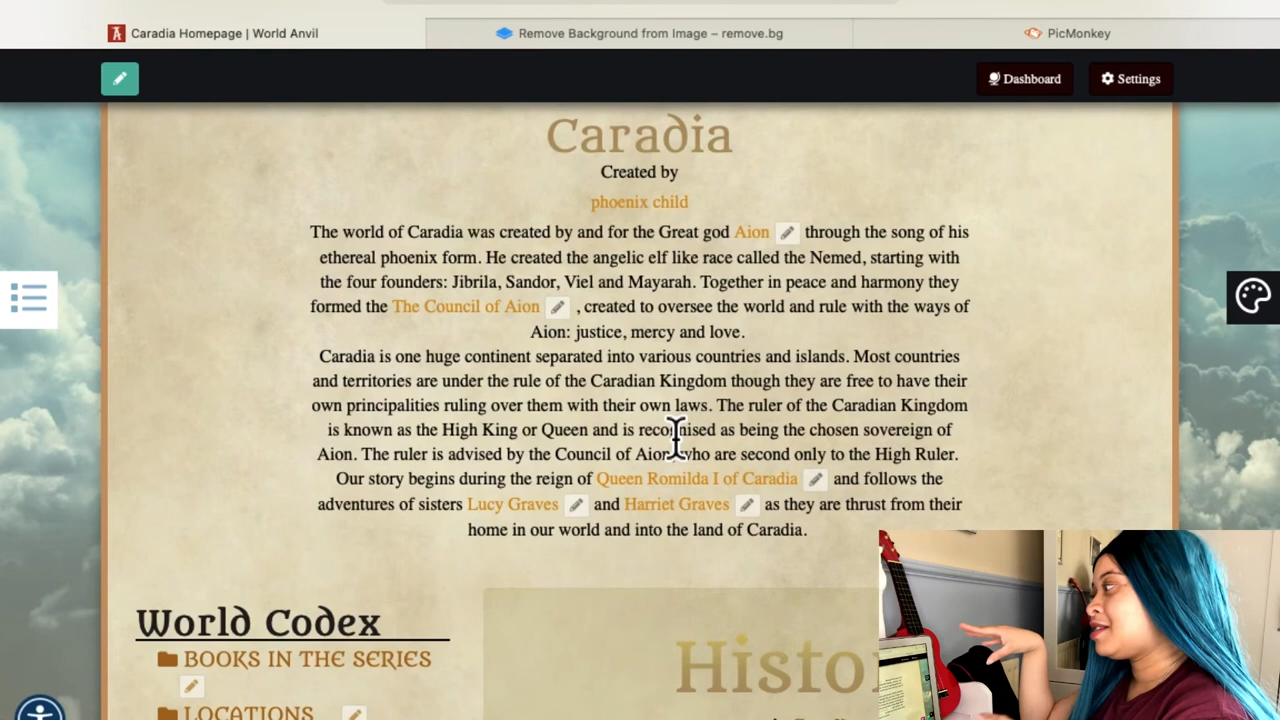 Caradia Homepage | World Anvil
Remove Background from Image – remove.bg
PicMonkey
Dashboard
Settings
Caradia
Created by
phoenix child
The world of Caradia was created by and for the Great god Aion through the song of his
ethereal phoenix form. He created the angelic elf like race called the Nemed, starting with
the four founders: Jibrila, Sandor, Viel and Mayarah. Together in peace and harmony they
formed the The Council of Aion , created to oversee the world and rule with the ways of
Aion: justice, mercy and love.
Caradia is one huge continent separated into various countries and islands. Most countries
and territories are under the rule of the Caradian Kingdom though they are free to have their
own principalities ruling over them with their own laws. The ruler of the Caradian Kingdom
is known as the High King or Queen and is recognised as being the chosen sovereign of
Aion. The ruler is advised by the Council of Aion, who are second only to the High Ruler.
Our story begins during the reign of Queen Romilda I of Caradia and follows the
adventures of sisters Lucy Graves and Harriet Graves as they are thrust from their
home in our world and into the land of Caradia.
World Codex
BOOKS IN THE SERIES
LOCATIONS
Histo